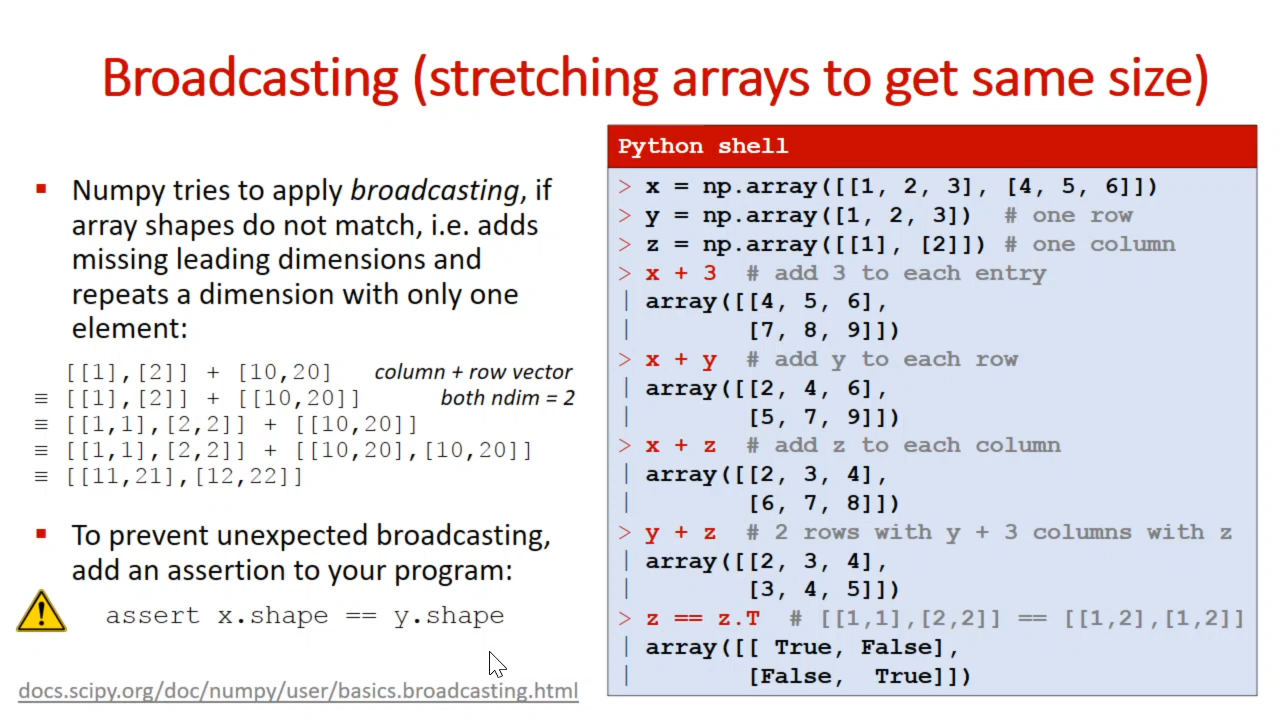 Broadcasting (stretching arrays to get same size)
▪ Numpy tries to apply broadcasting, if
array shapes do not match, i.e. adds
missing leading dimensions and
repeats a dimension with only one
element:
[[1],[2]] + [10,20] column + row vector
≡ [[1],[2]] + [[10,20]] both ndim = 2
≡ [[1,1],[2,2]] + [[10,20]]
≡ [[1,1],[2,2]] + [[10,20],[10,20]]
≡ [[11,21],[12,22]]
▪ To prevent unexpected broadcasting,
add an assertion to your program:
assert x.shape == y.shape
docs.scipy.org/doc/numpy/user/basics.broadcasting.html
Python shell
> x = np.array([[1, 2, 3], [4, 5, 6]])
> y = np.array([1, 2, 3]) # one row
> z = np.array([[1], [2]]) # one column
> x + 3 # add 3 to each entry
| array([[4, 5, 6],
| [7, 8, 9]])
> x + y # add y to each row
| array([[2, 4, 6],
| [5, 7, 9]])
> x + z # add z to each column
| array([[2, 3, 4],
| [6, 7, 8]])
> y + z # 2 rows with y + 3 columns with z
| array([[2, 3, 4],
| [3, 4, 5]])
> z == z.T # [[1,1],[2,2]] == [[1,2],[1,2]]
| array([[ True, False],
| [False, True]])